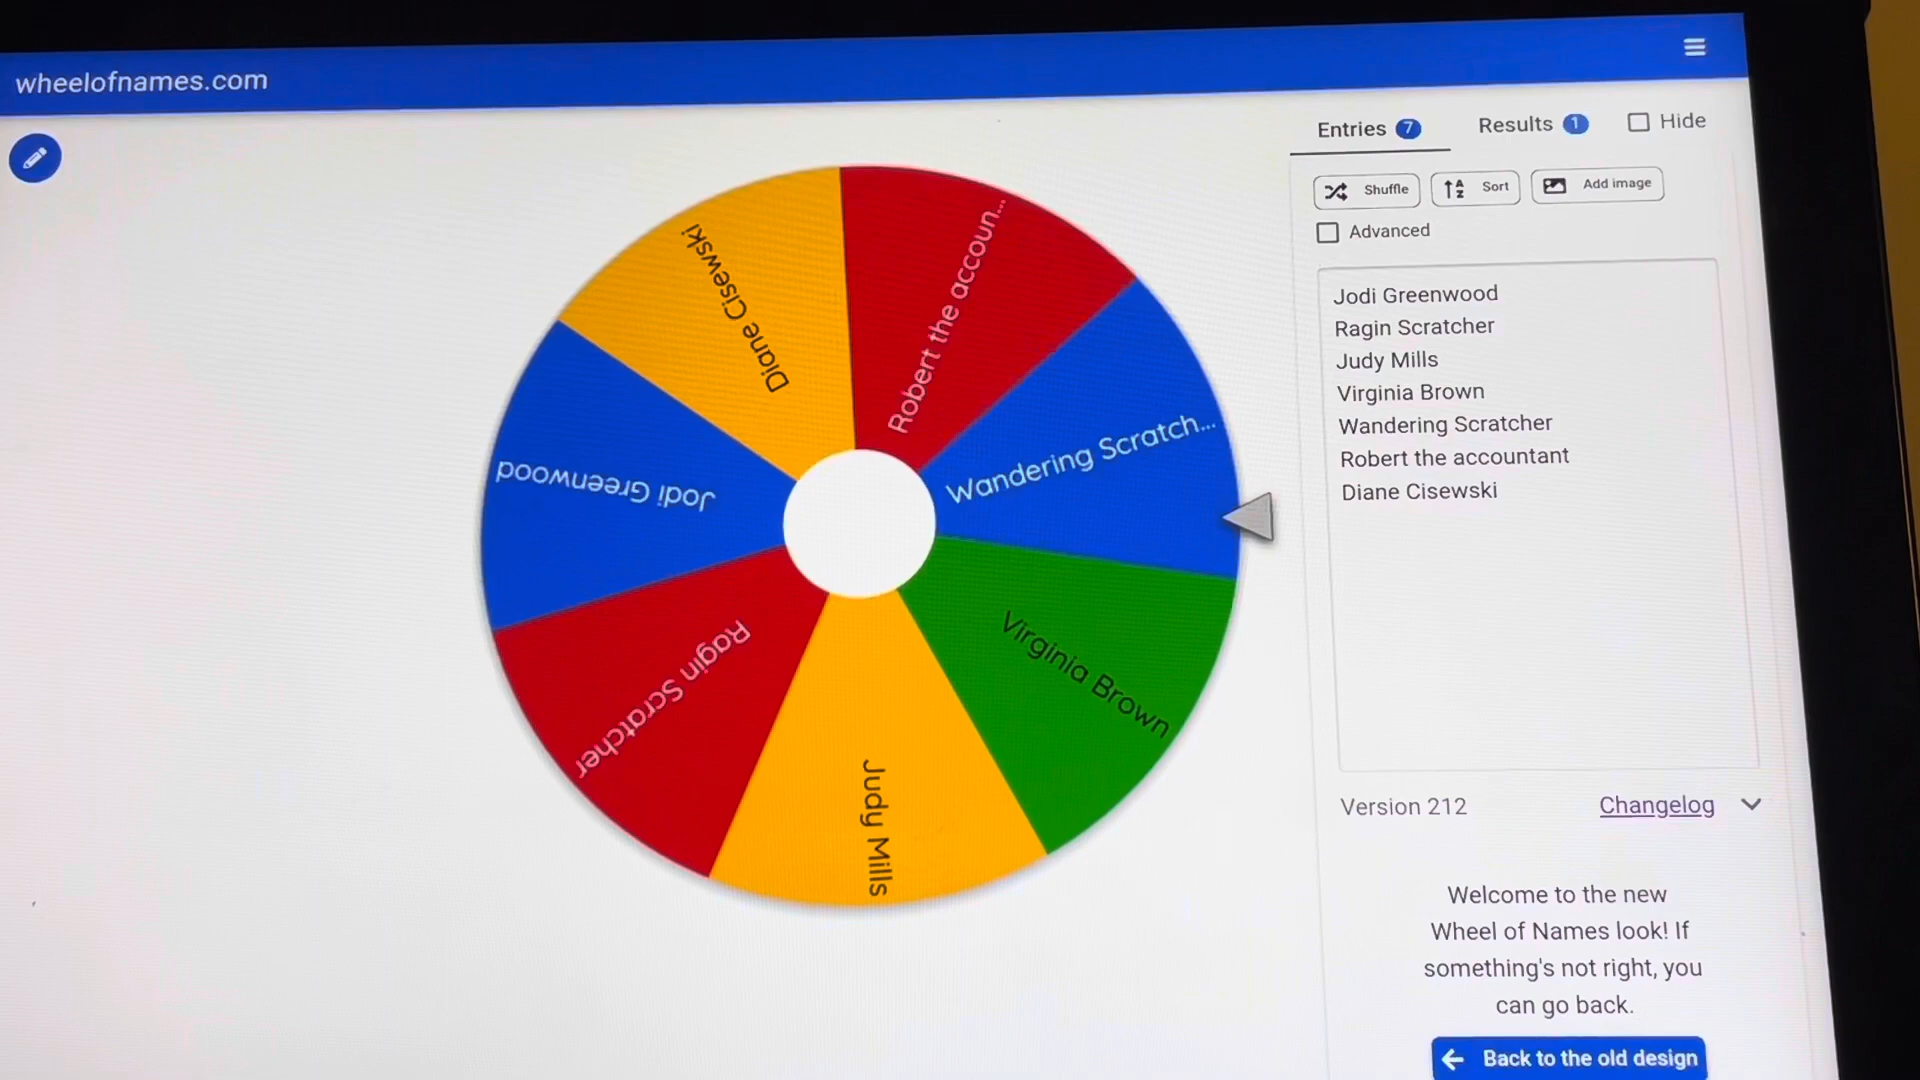 wheelofnames.com
Entries 7
Results 1
Hide
Shuffle
Sort
Add image
Advanced
Jodi Greenwood
Ragin Scratcher
Judy Mills
Virginia Brown
Wandering Scratcher
Robert the accountant
Diane Cisewski
Diane Cisewski
Robert the accoun...
Wandering Scratch...
Jodi Greenwood
Virginia Brown
Ragin Scratcher
Judy Mills
Version 212
Changelog
Welcome to the new
Wheel of Names look! If
something's not right, you
can go back.
Back to the old design